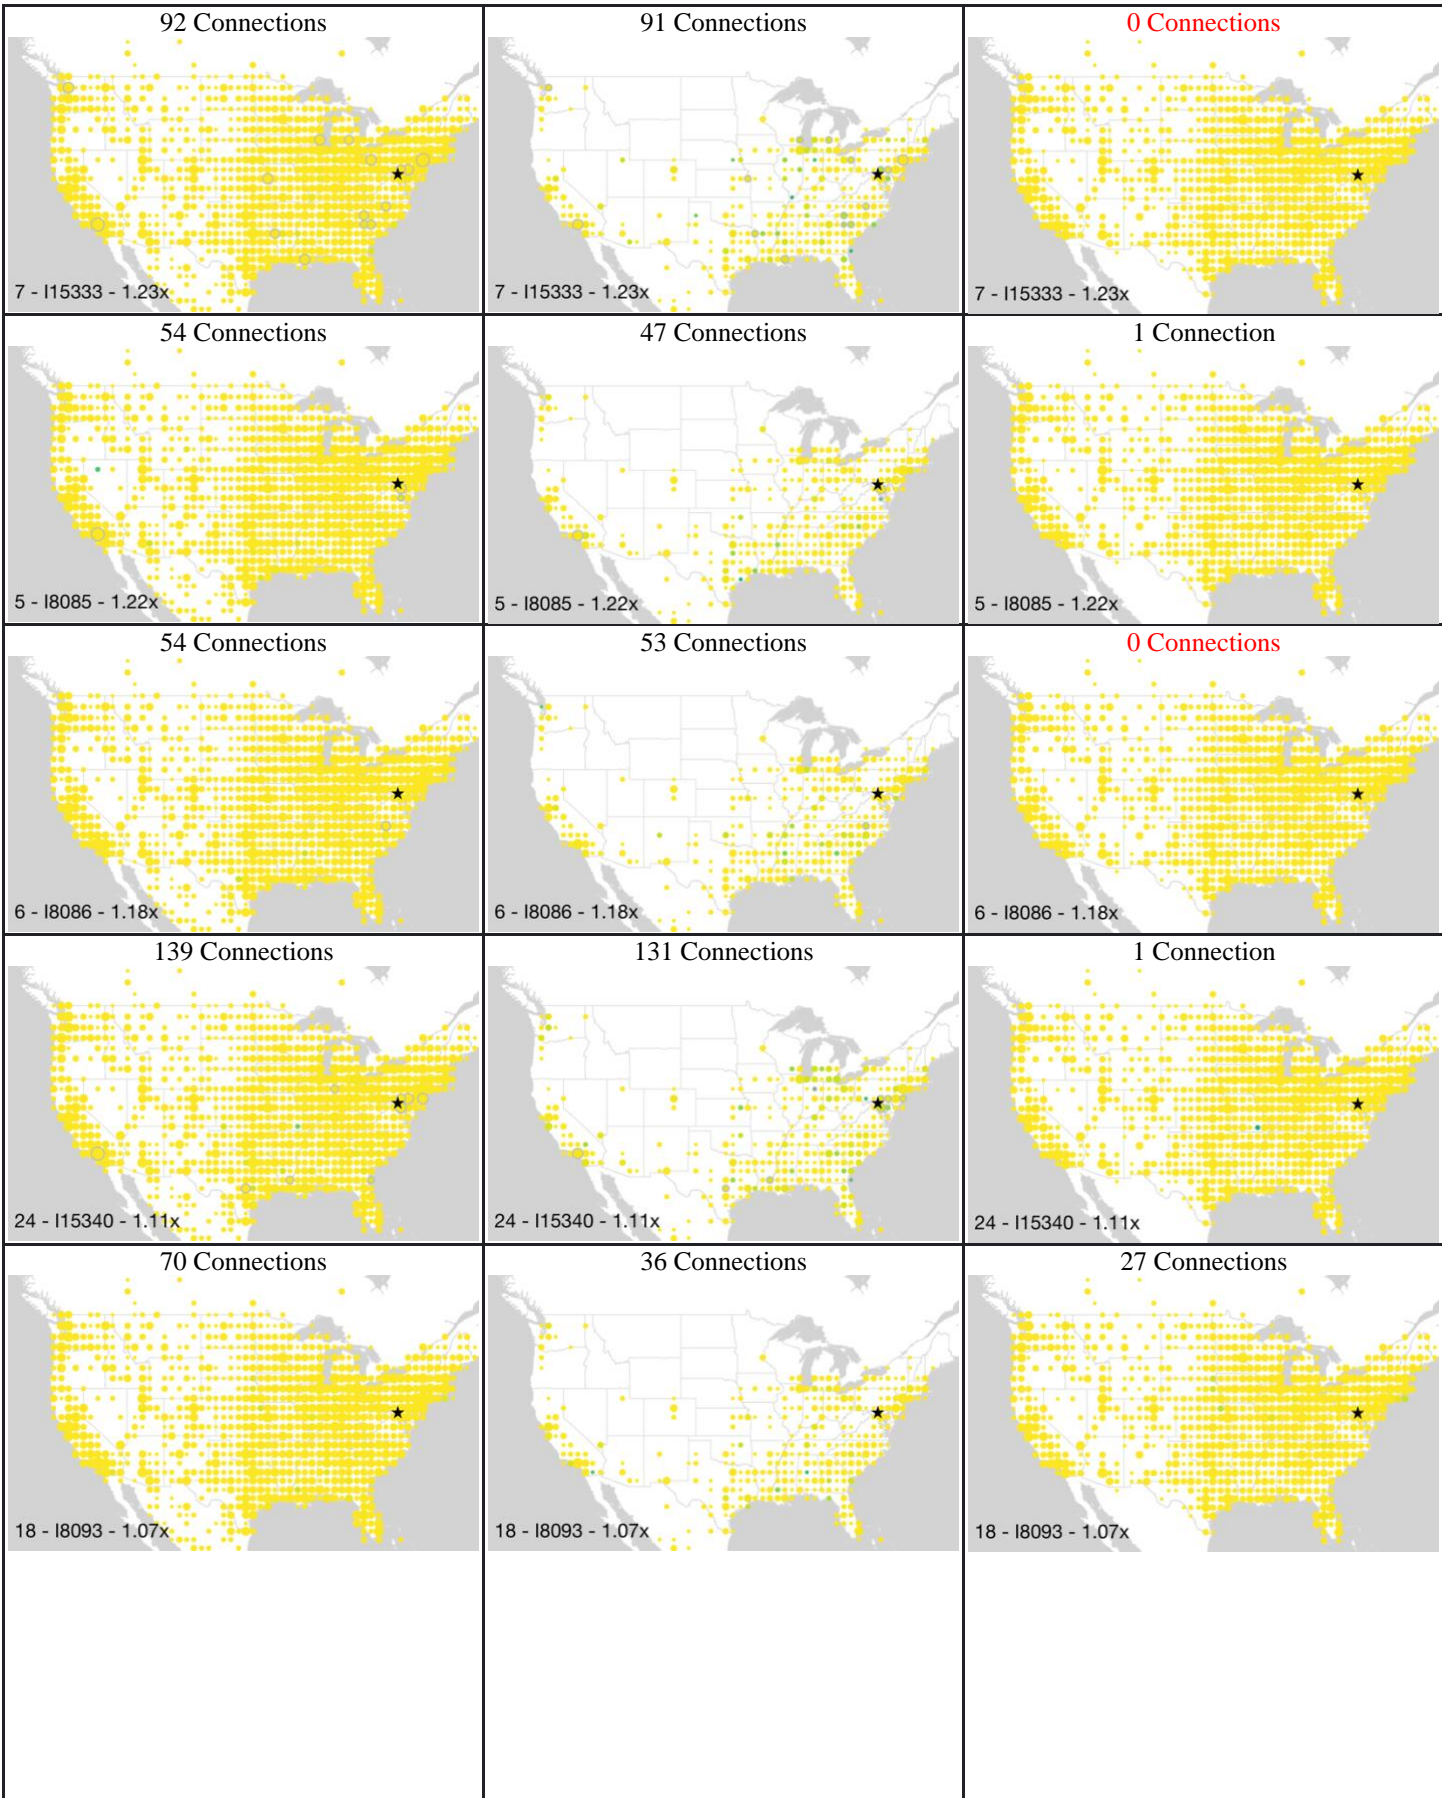 92 Connections
91 Connections
0 Connections
7 - I15333 - 1.23x
7 - I15333 - 1.23x
7 - I15333 - 1.23x
54 Connections
47 Connections
1 Connection
5 - I8085 - 1.22x
5 - I8085 - 1.22x
5 - I8085 - 1.22x
54 Connections
53 Connections
0 Connections
6 - I8086 - 1.18x
6 - I8086 - 1.18x
6 - I8086 - 1.18x
139 Connections
131 Connections
1 Connection
24 - I15340 - 1.11x
24 - I15340 - 1.11x
24 - I15340 - 1.11x
70 Connections
36 Connections
27 Connections
18 - I8093 - 1.07x
18 - I8093 - 1.07x
18 - I8093 - 1.07x